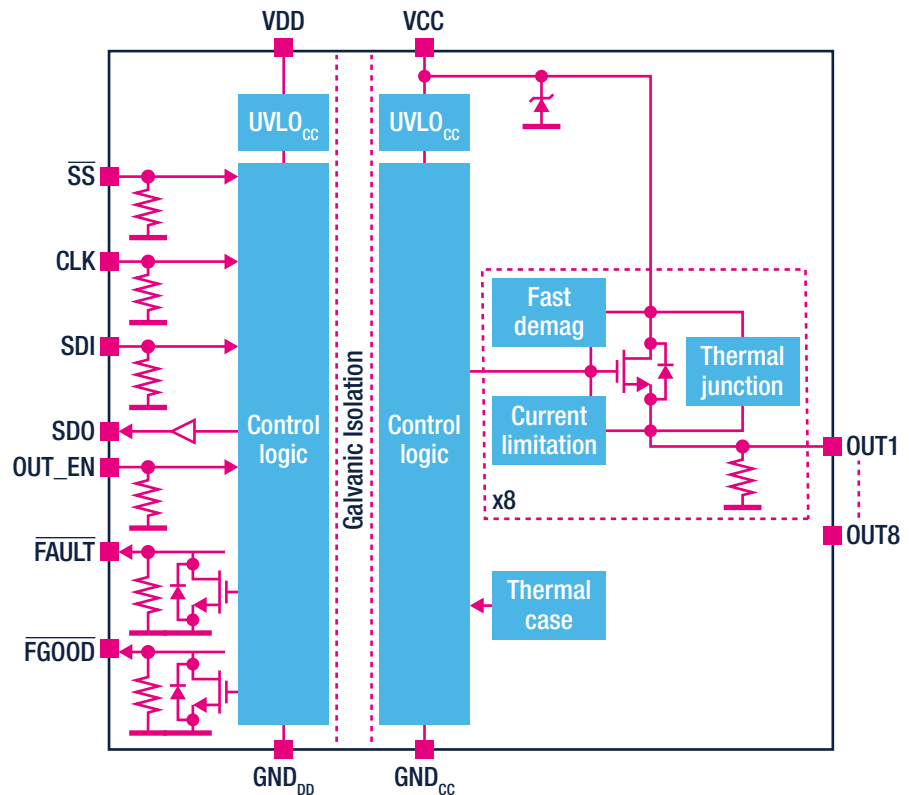 VDD
VCC
UVLOCC
UVLOCC
SS
CLK
SDI
SDO
OUT_EN
FAULT
FGOOD
Control
logic
Galvanic Isolation
Control
logic
Fast
demag
Thermal
junction
Current
limitation
x8
OUT1
OUT8
Thermal
case
GNDDD
GNDCC